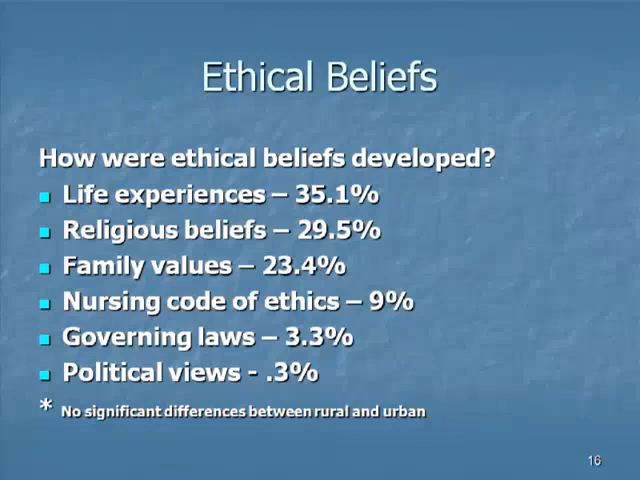 Ethical Beliefs
How were ethical beliefs developed?
Life experiences – 35.1%
Religious beliefs – 29.5%
Family values – 23.4%
Nursing code of ethics – 9%
Governing laws – 3.3%
Political views - .3%
* No significant differences between rural and urban
16